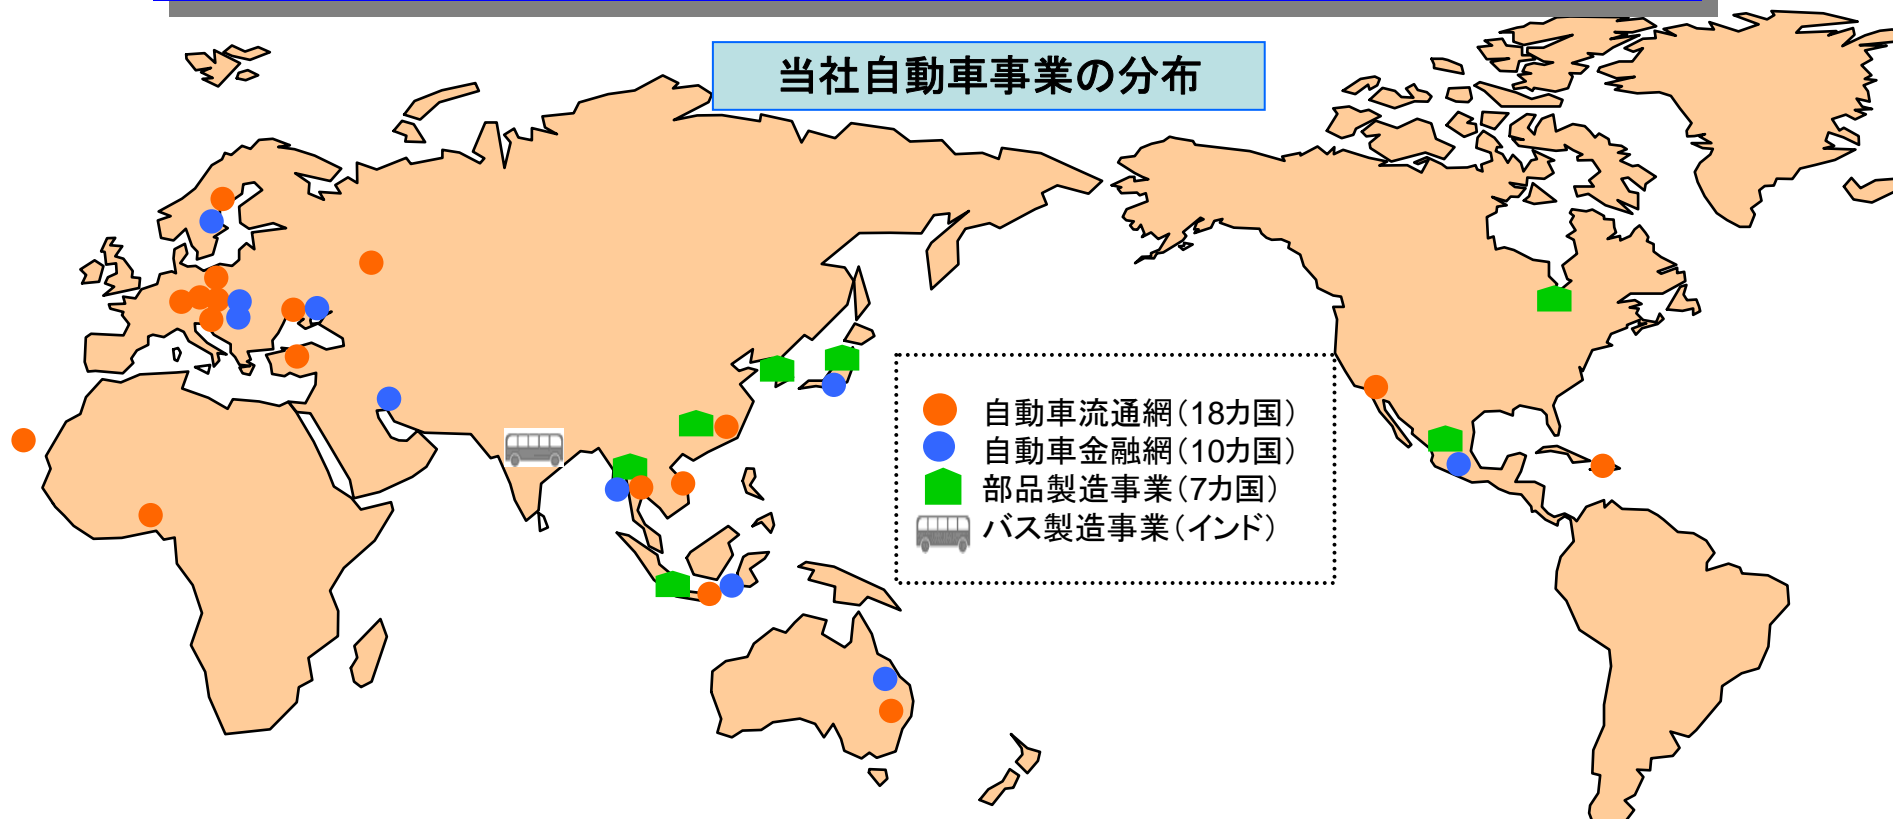 当社自動車事業の分布
自動車流通網(18カ国)
自動車金融網(10カ国)
部品製造事業(7カ国)
バス製造事業(インド)